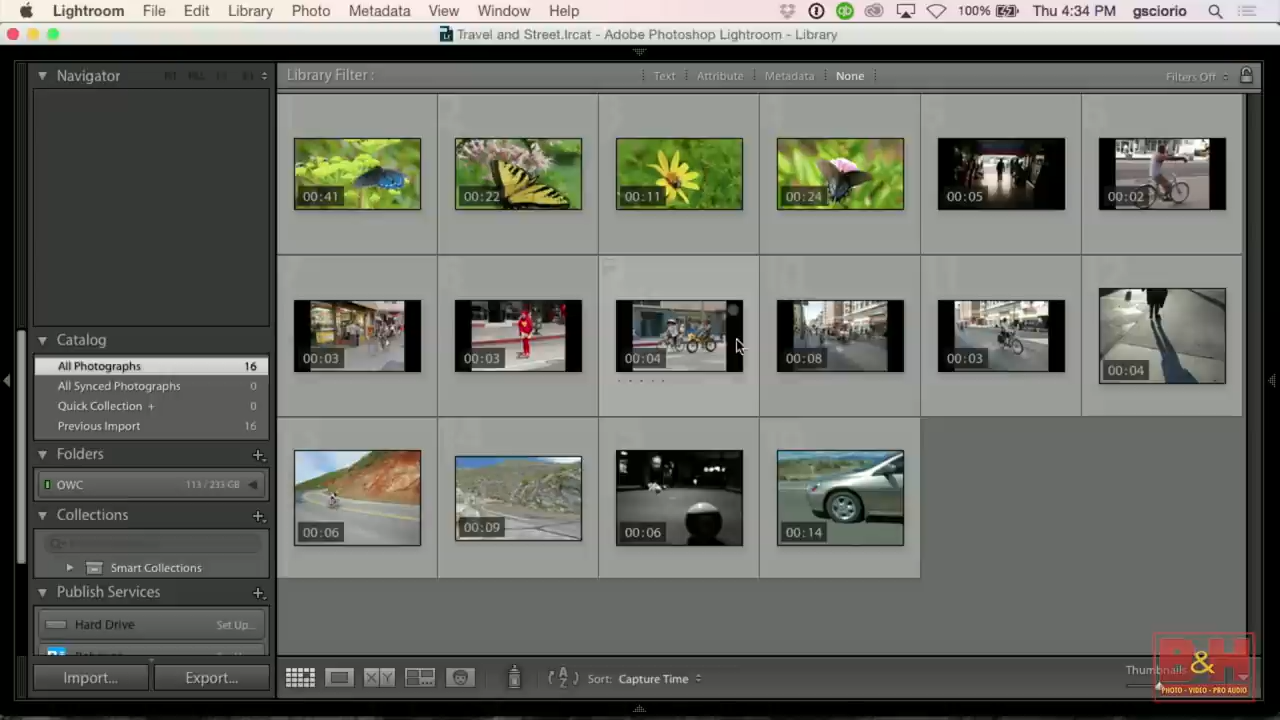 Lightroom File Edit Library Photo Metadata View Window Help 100% Thu 4:34 PM gsciorio
Travel and Street.lrcat - Adobe Photoshop Lightroom - Library
Navigator Library Filter : Text Attribute Metadata None Filters Off
00:41 00:22 00:11 00:24 00:05 00:02
00:03 00:03 00:04 00:08 00:03 00:04
Catalog
All Photographs 16
All Synced Photographs 0
Quick Collection + 0
Previous Import 16
Folders +
OWC 113 / 233 GB
Collections +
00:06 00:09 00:06 00:14
Smart Collections
Publish Services +
Hard Drive Set Up...
Import... Export... XY Sort: Capture Time Thumbnails
B&H
PHOTO - VIDEO - PRO AUDIO